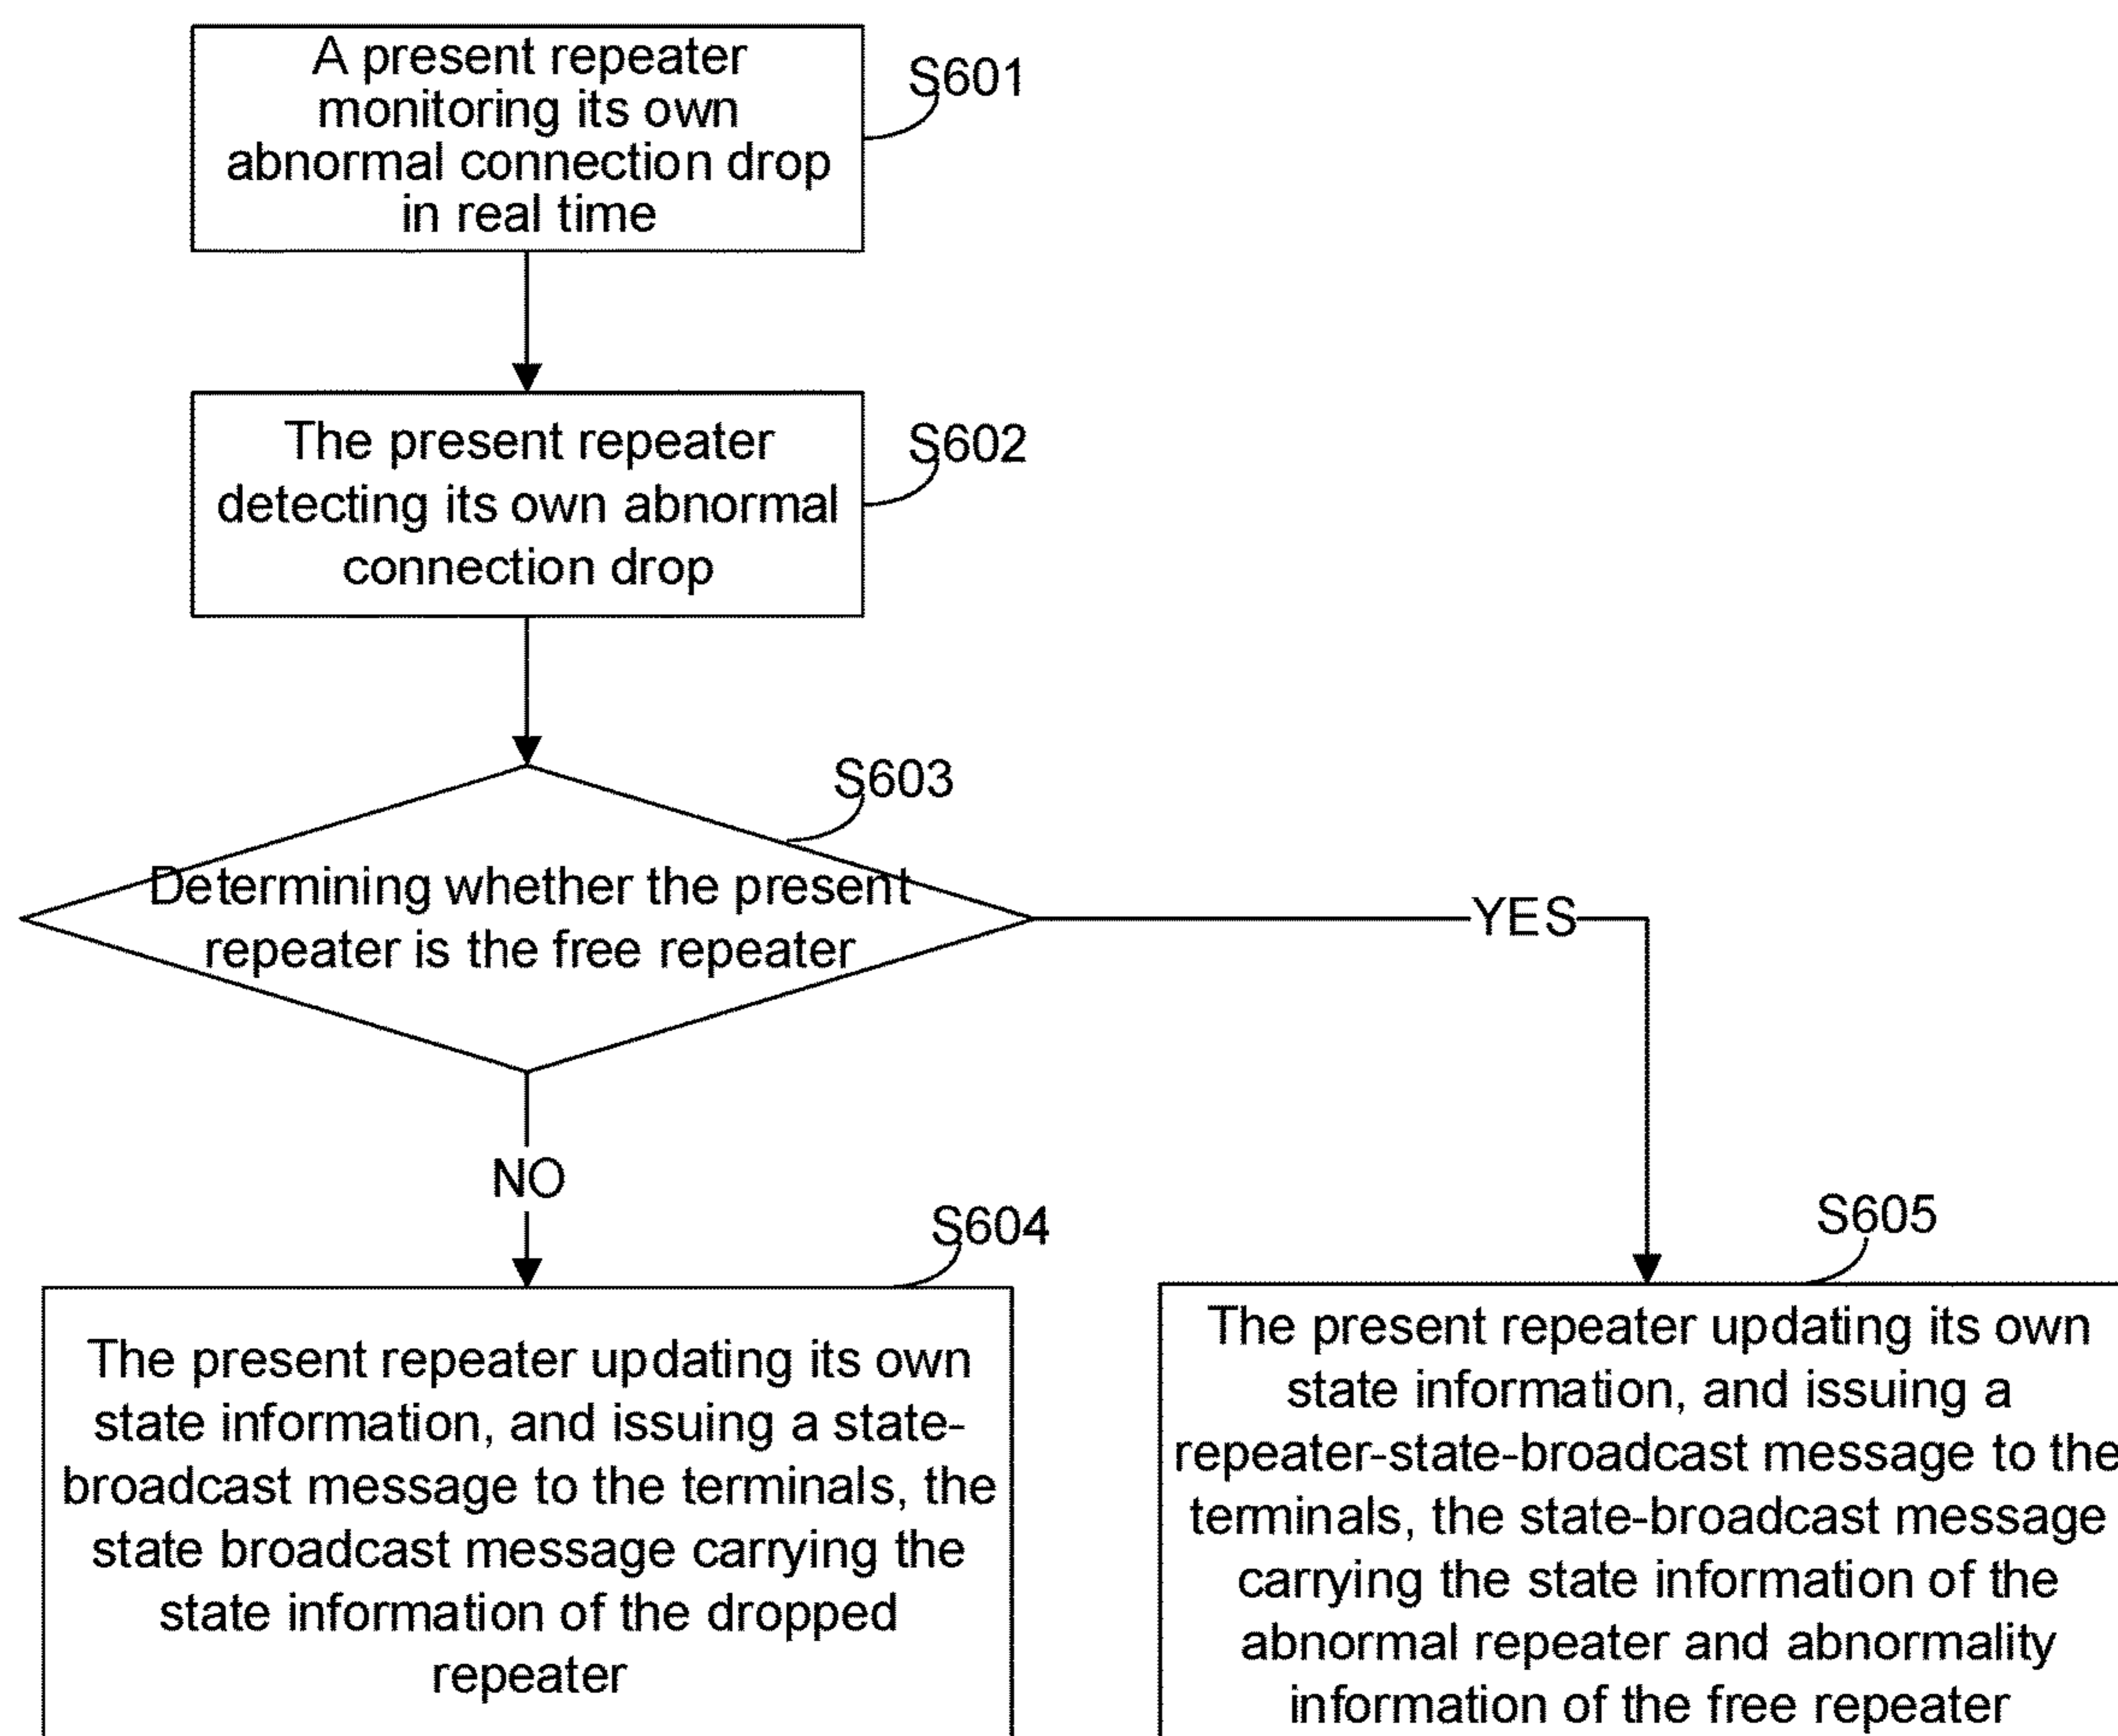 A present repeater
monitoring its own
abnormal connection drop
in real time
S601
The present repeater
detecting its own abnormal
connection drop
S602
S603
Determining whether the present
repeater is the free repeater
YES
NO
S604
The present repeater updating its own
state information, and issuing a state-
broadcast message to the terminals, the
state broadcast message carrying the
state information of the dropped
repeater
S605
The present repeater updating its own
state information, and issuing a
repeater-state-broadcast message to the
terminals, the state-broadcast message
carrying the state information of the
abnormal repeater and abnormality
information of the free repeater